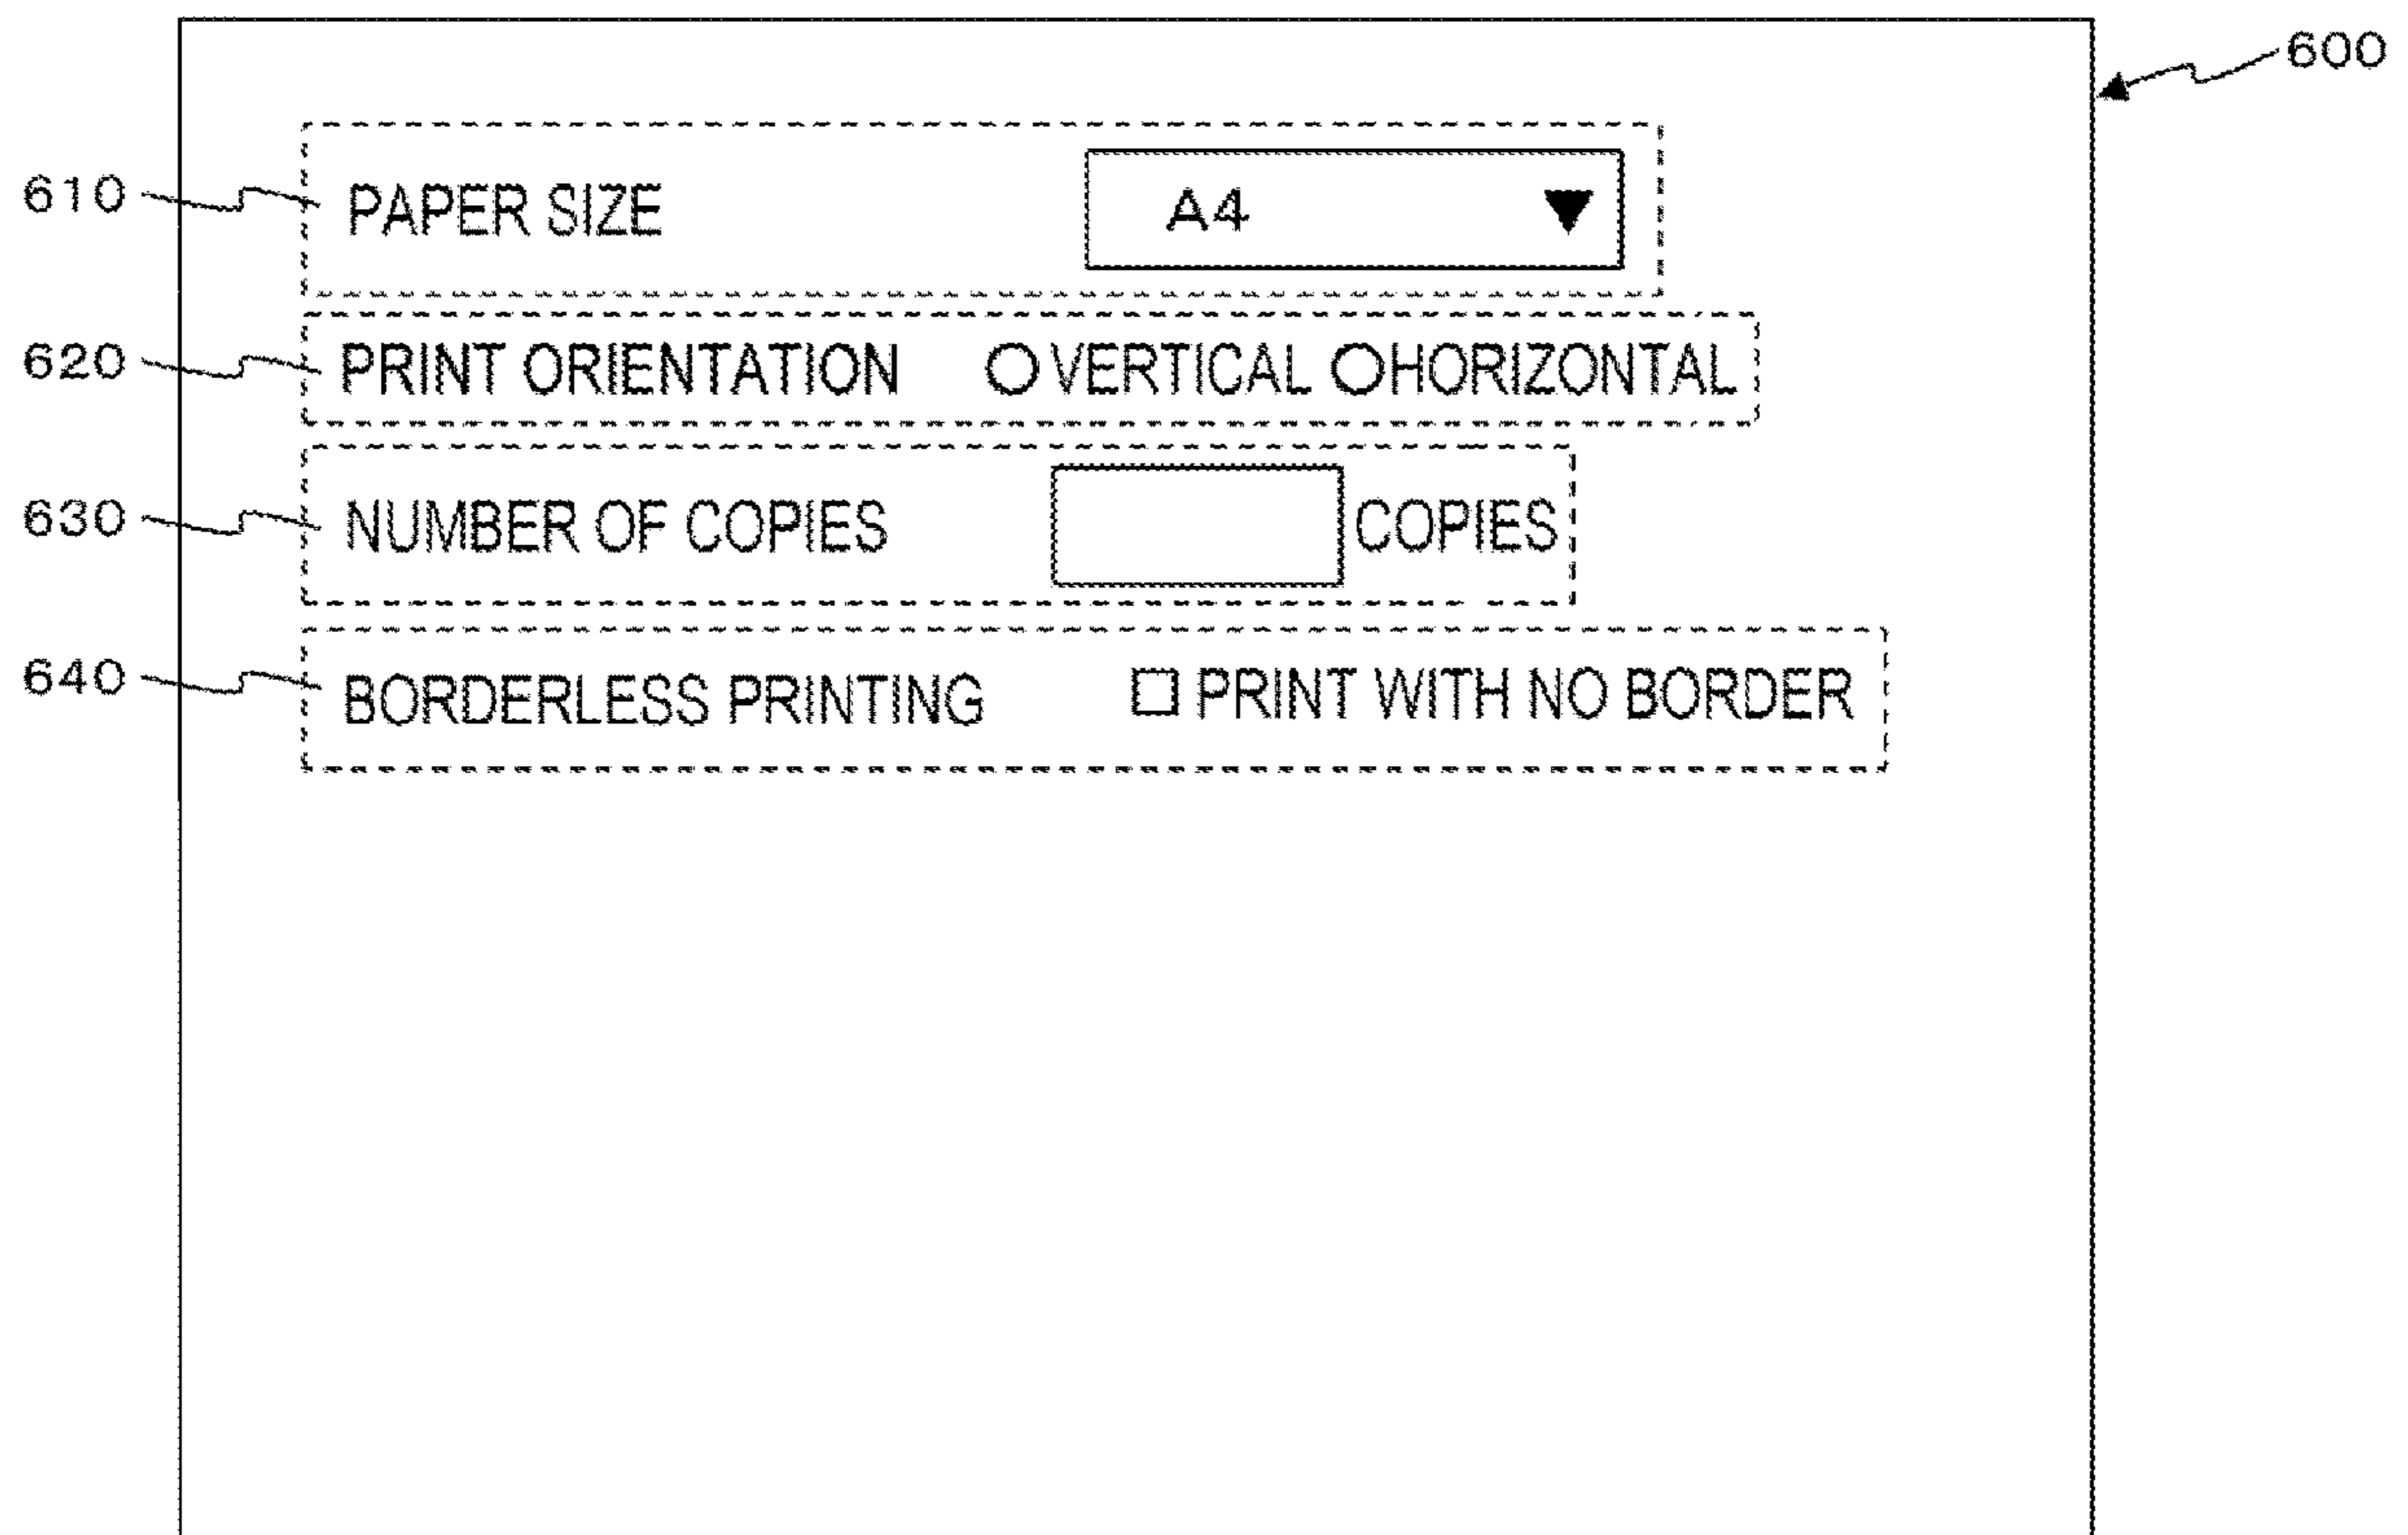 600
610 PAPER SIZE A4
620 PRINT ORIENTATION VERTICAL HORIZONTAL
630 NUMBER OF COPIES COPIES
640 BORDERLESS PRINTING PRINT WITH NO BORDER